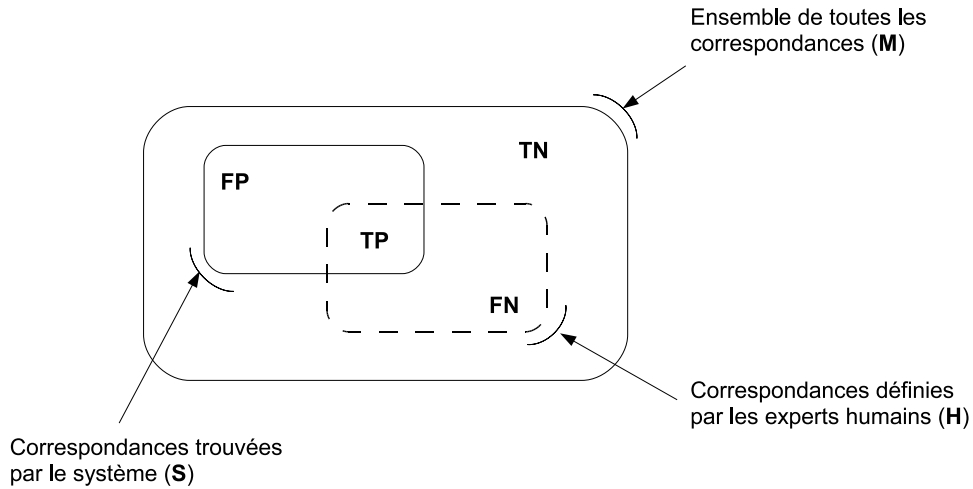 Ensemble de toutes les
correspondances (M)
TN
FP
TP
FN
Correspondances définies
par les experts humains (H)
Correspondances trouvées
par le système (S)